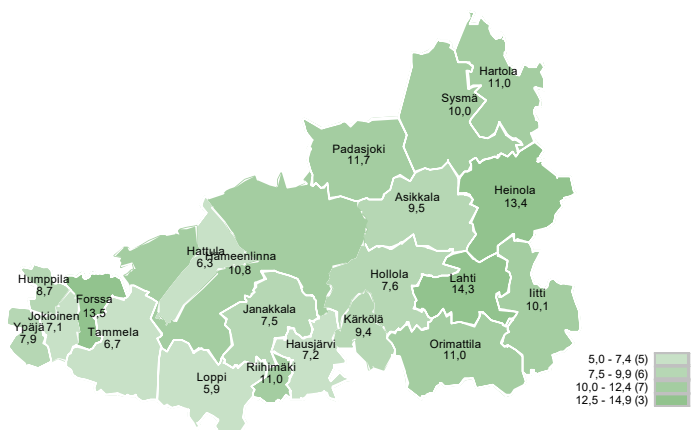 Hartola
11,0
Sysmä
10,0
Padasjoki
11,7
Heinola
13,4
Asikkala
9,5
Hattula
6,3
Hämeenlinna
10,8
Hollola
7,6
Lahti
14,3
Iitti
10,1
Humppila
8,7
Forssa
13,5
Jokioinen
7,1
Ypäjä
7,9
Tammela
6,7
Janakkala
7,5
Kärkölä
9,4
Hausjärvi
7,2
Orimattila
11,0
Riihimäki
11,0
Loppi
5,9
5,0 - 7,4 (5)
7,5 - 9,9 (6)
10,0 - 12,4 (7)
12,5 - 14,9 (3)